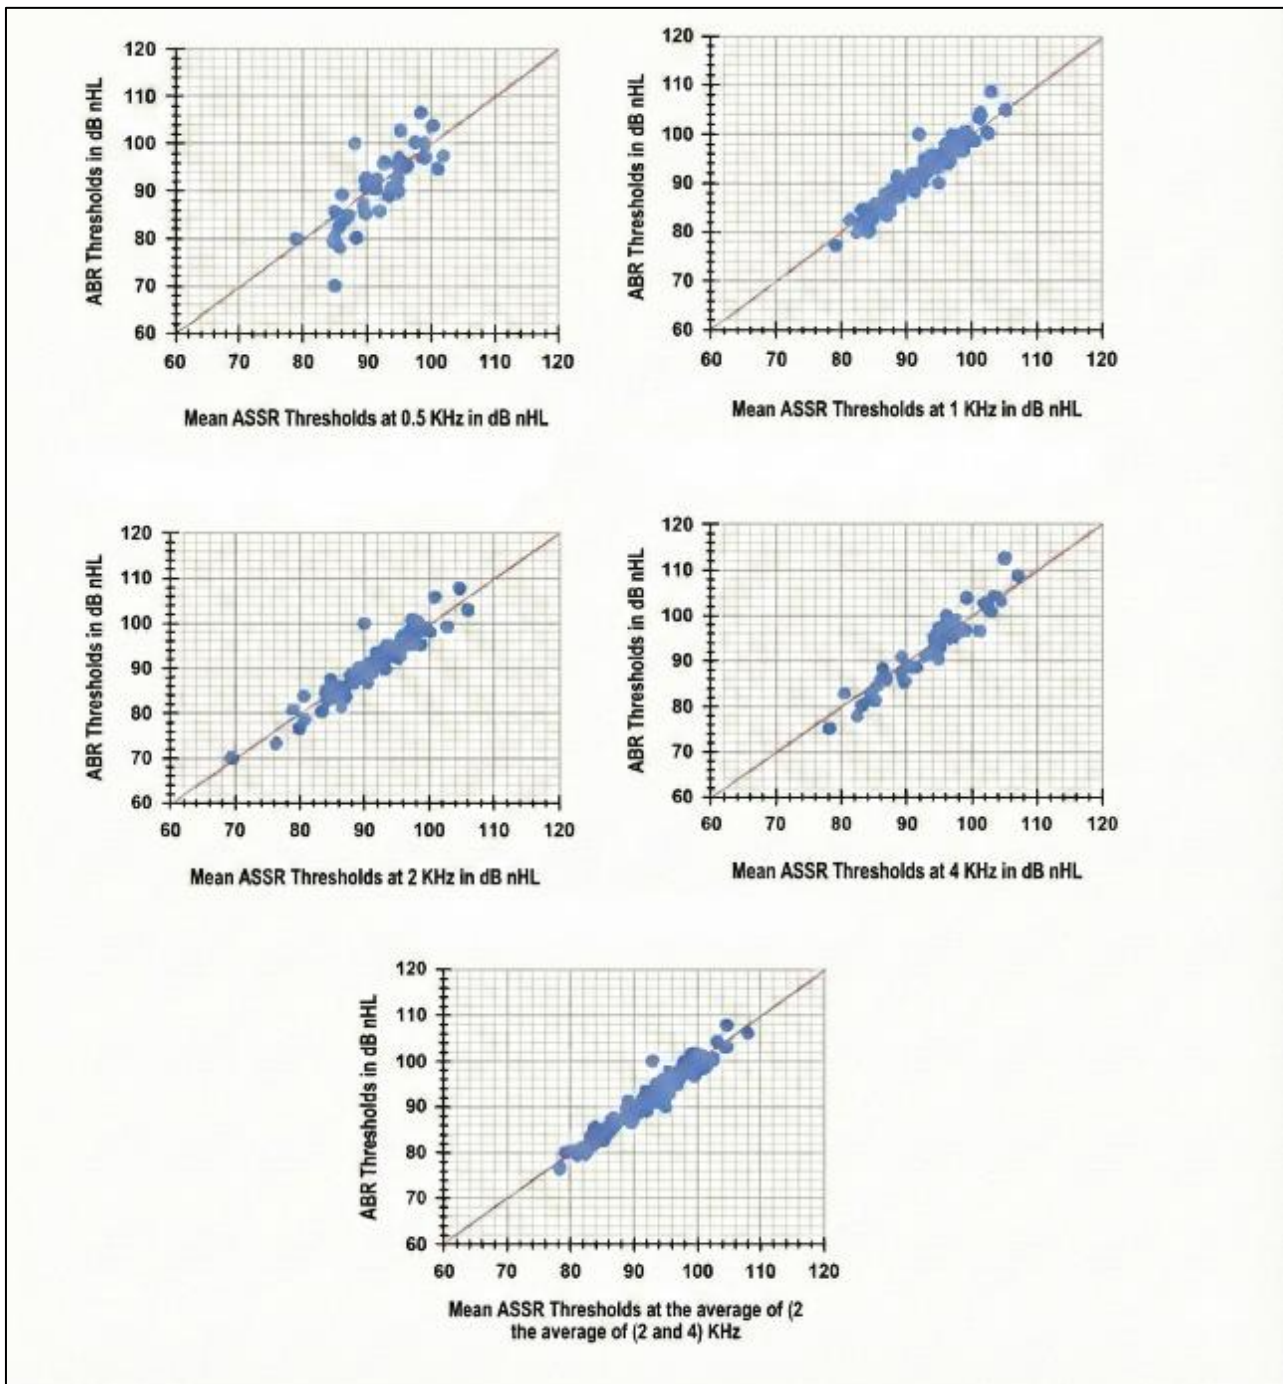 120
110
100
90
80
70
60
ABR Thresholds in dB nHL
60 70 80 90 100 110 120
Mean ASSR Thresholds at 0.5 KHz in dB nHL
120
110
100
90
80
70
60
ABR Thresholds in dB nHL
60 70 80 90 100 110 120
Mean ASSR Thresholds at 1 KHz in dB nHL
120
110
100
90
80
70
60
ABR Thresholds in dB nHL
60 70 80 90 100 110 120
Mean ASSR Thresholds at 2 KHz in dB nHL
120
110
100
90
80
70
60
ABR Thresholds in dB nHL
60 70 80 90 100 110 120
Mean ASSR Thresholds at 4 KHz in dB nHL
120
110
100
90
80
70
60
ABR Thresholds in dB nHL
60 70 80 90 100 110 120
Mean ASSR Thresholds at the average of (2
the average of (2 and 4) KHz